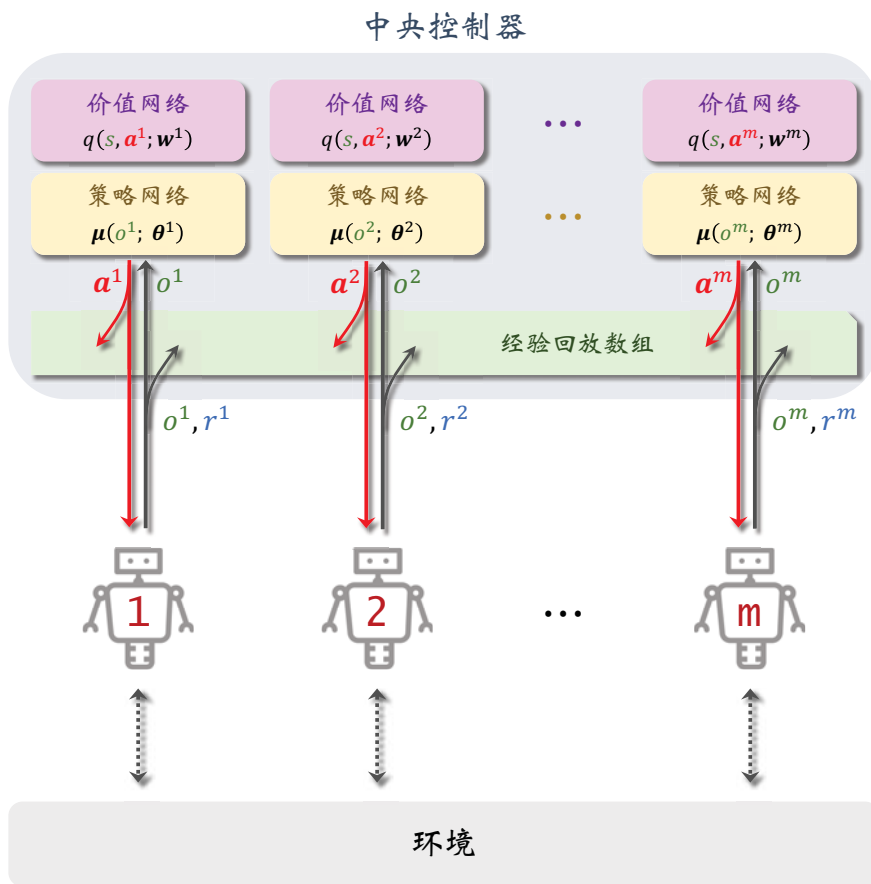 中央控制器
价值网络 价值网络 ... 价值网络
q(s, a¹; w¹) q(s, a²; w²) q(s, aᵐ; wᵐ)
策略网络 策略网络 ... 策略网络
μ(o¹; θ¹) μ(o²; θ²) μ(oᵐ; θᵐ)
a¹ o¹ a² o² aᵐ oᵐ
经验回放数组
o¹, r¹ o², r² oᵐ, rᵐ
1 2 ... m
环境